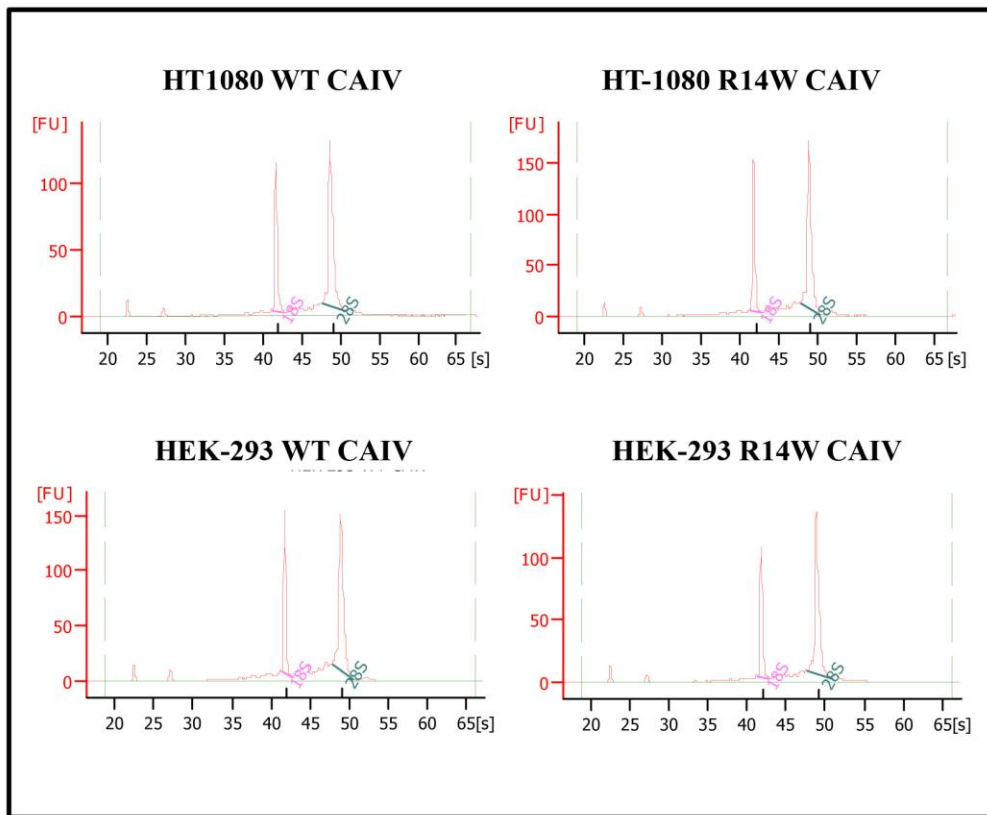 HT1080 WT CAIV
[FU]
100
50
0
18S
28S
20 25 30 35 40 45 50 55 60 65 [s]
HT-1080 R14W CAIV
[FU]
150
100
50
0
18S
28S
20 25 30 35 40 45 50 55 60 65 [s]
HEK-293 WT CAIV
[FU]
150
100
50
0
18S
28S
20 25 30 35 40 45 50 55 60 65[s]
HEK-293 R14W CAIV
[FU]
100
50
0
18S
28S
20 25 30 35 40 45 50 55 60 65 [s]